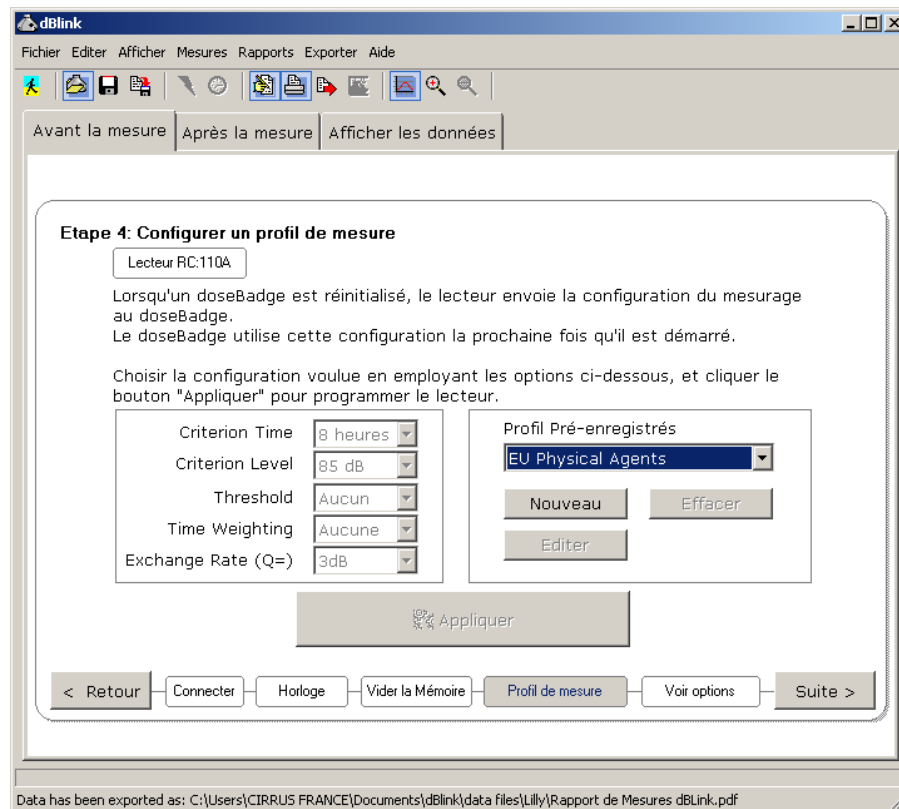 dBlink
Fichier Editer Afficher Mesures Rapports Exporter Aide
Avant la mesure Après la mesure Afficher les données
Etape 4: Configurer un profil de mesure
Lecteur RC:110A
Lorsqu'un doseBadge est réinitialisé, le lecteur envoie la configuration du mesurage
au doseBadge.
Le doseBadge utilise cette configuration la prochaine fois qu'il est démarré.
Choisir la configuration voulue en employant les options ci-dessous, et cliquer le
bouton "Appliquer" pour programmer le lecteur.
Criterion Time 8 heures
Criterion Level 85 dB
Threshold Aucun
Time Weighting Aucune
Exchange Rate (Q=) 3dB
Profil Pré-enregistrés
EU Physical Agents
Nouveau Effacer
Editer
Appliquer
< Retour Connecter Horloge Vider la Mémoire Profil de mesure Voir options Suite >
Data has been exported as: C:\Users\CIRRUS FRANCE\Documents\dBlink\data files\Lilly\Rapport de Mesures dBLink.pdf